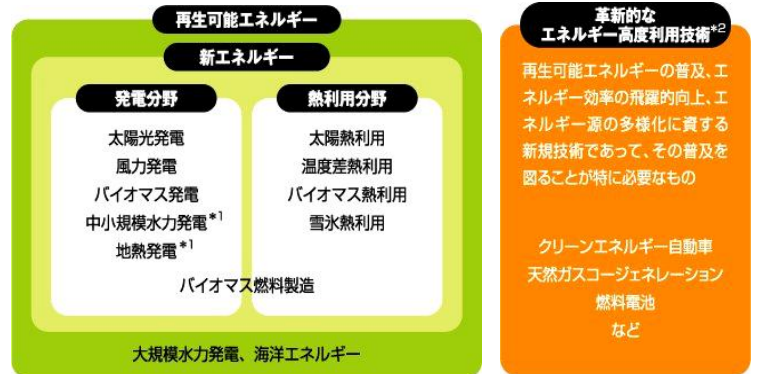 再生可能エネルギー
新エネルギー
発電分野
太陽光発電
風力発電
バイオマス発電
中小規模水力発電*1
地熱発電*1
熱利用分野
太陽熱利用
温度差熱利用
バイオマス熱利用
雪氷熱利用
バイオマス燃料製造
大規模水力発電、海洋エネルギー
革新的な
エネルギー高度利用技術*2
再生可能エネルギーの普及、エ
ネルギー効率の飛躍的向上、エ
ネルギー源の多様化に資する
新規技術であって、その普及を
図ることが特に必要なもの
クリーンエネルギー自動車
天然ガスコージェネレーション
燃料電池
など